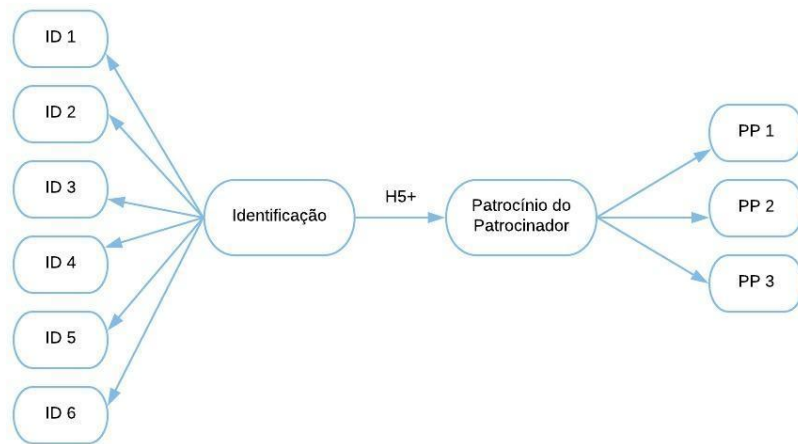 ID 1
ID 2
ID 3
ID 4
ID 5
ID 6
Identificação
H5+
Patrocínio do
Patrocinador
PP 1
PP 2
PP 3